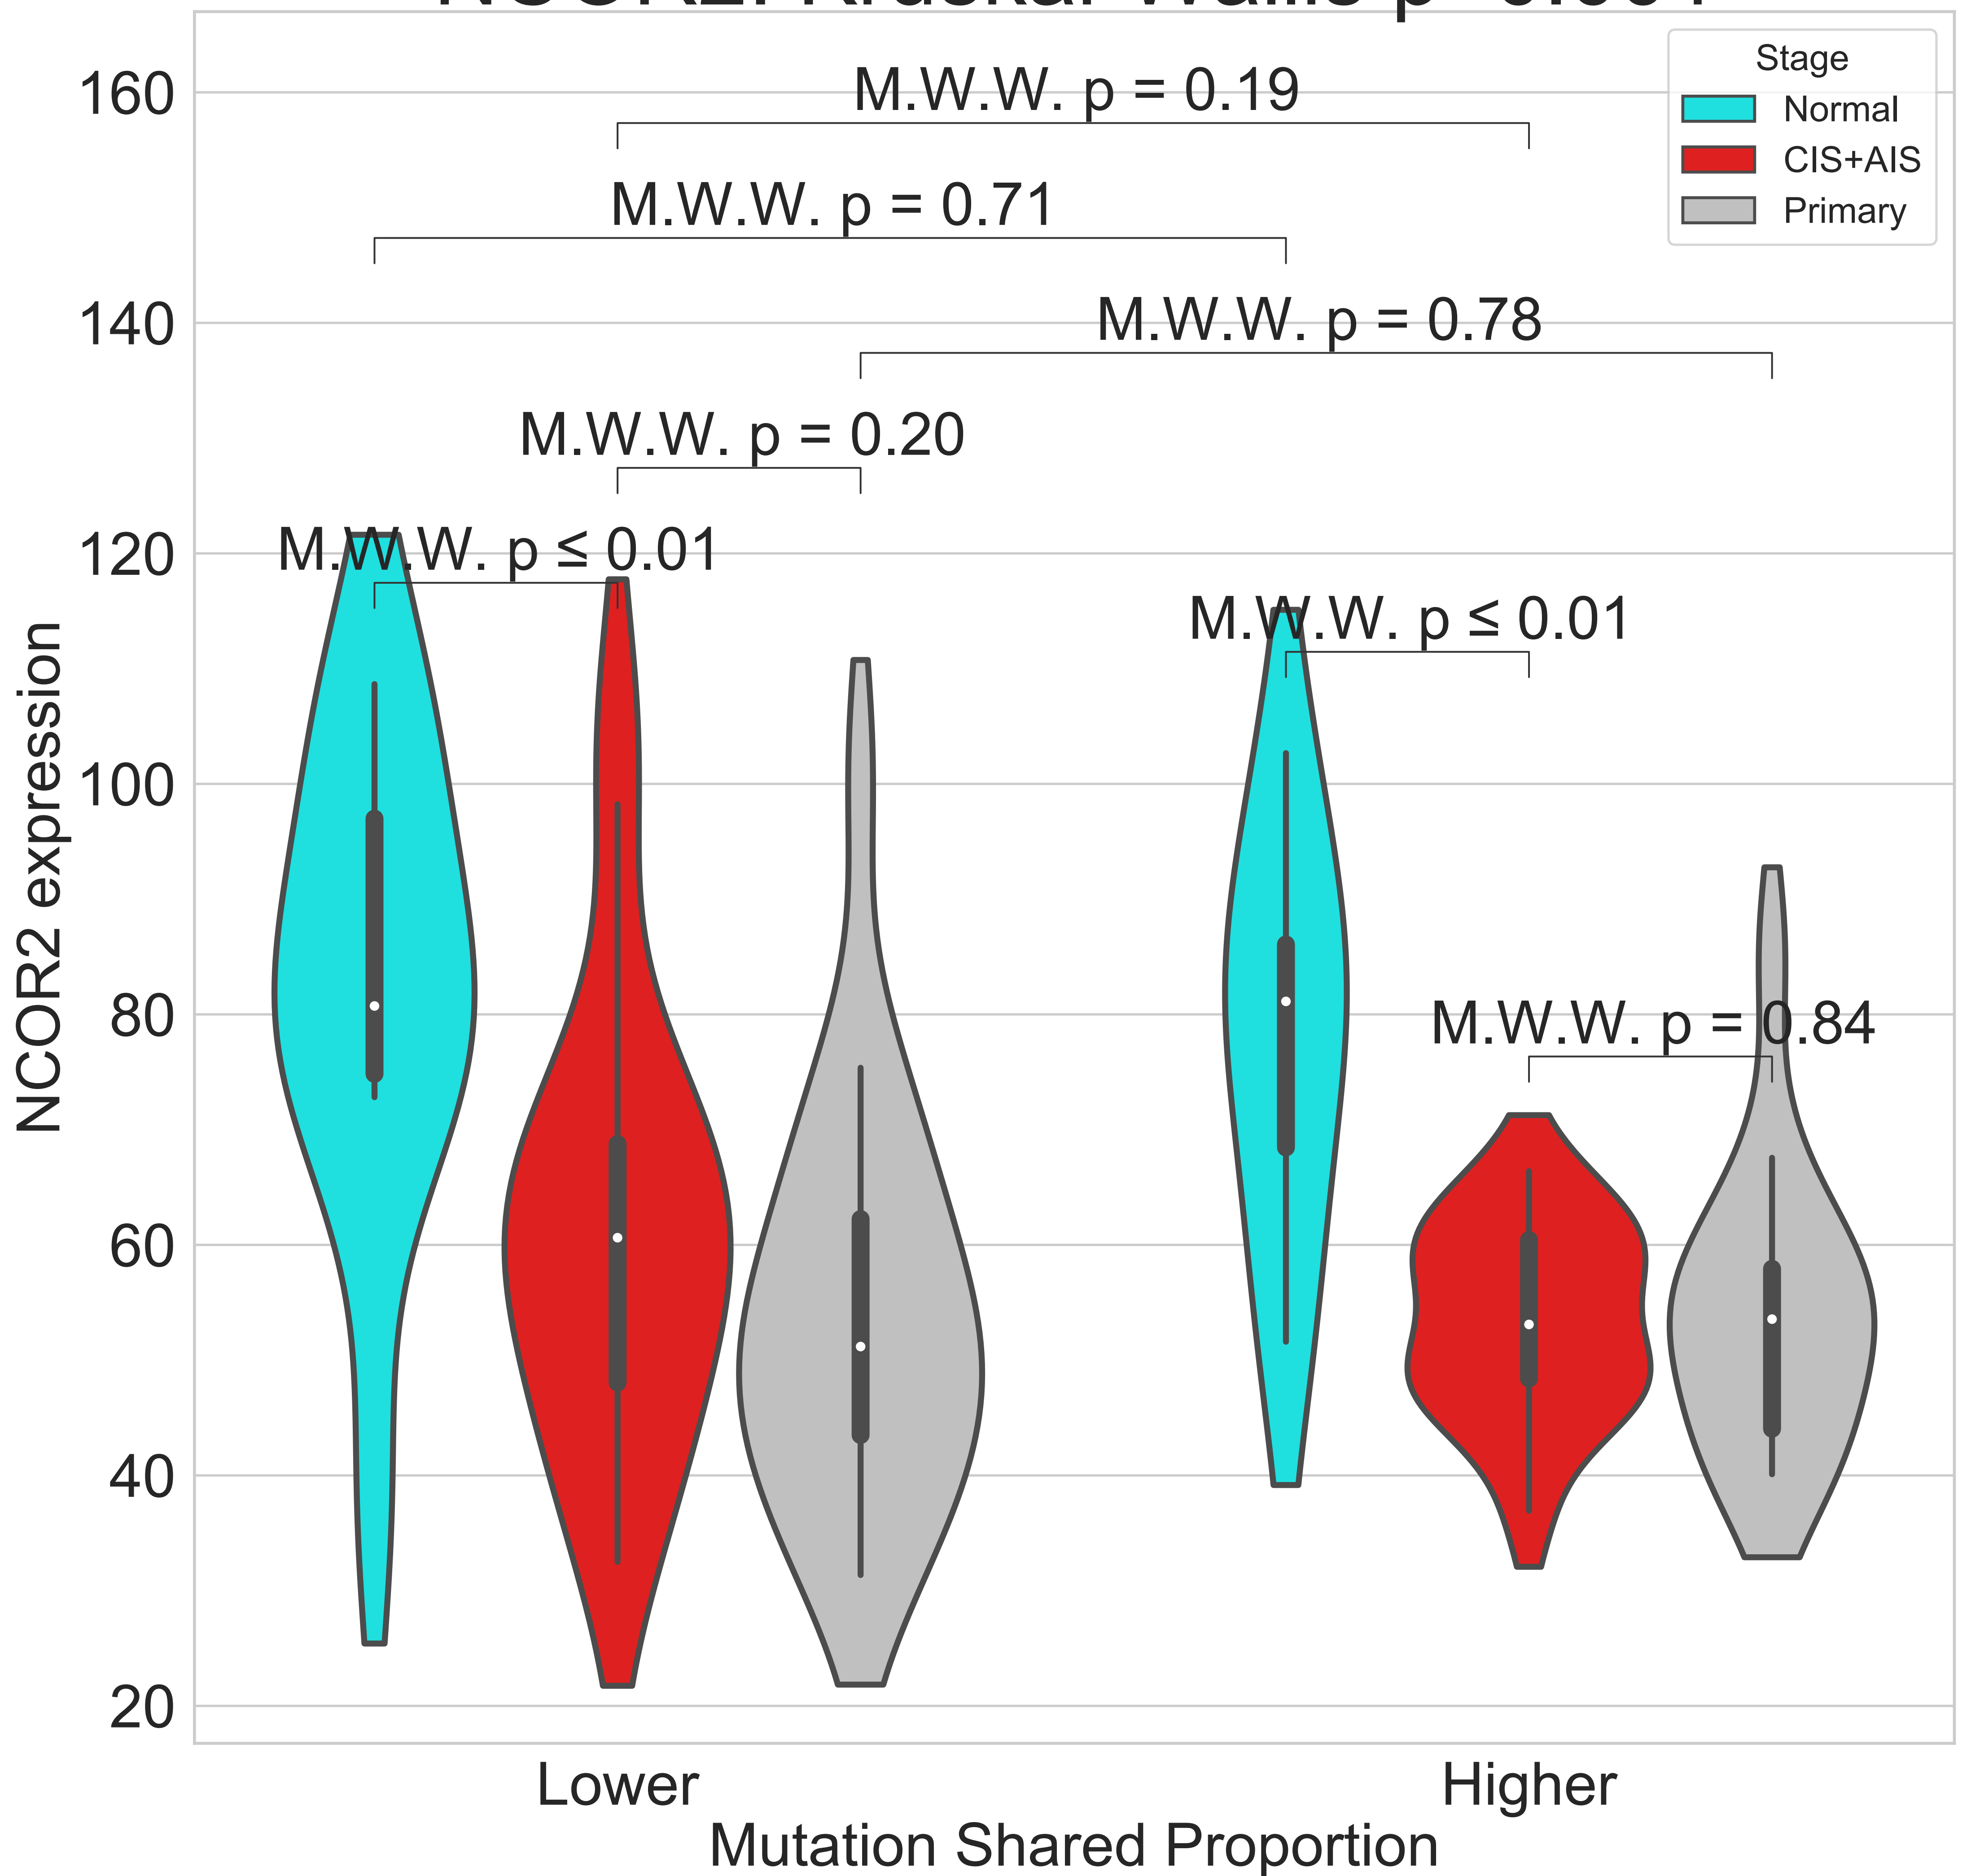 160
140
120
100
80
60
40
20
NCOR2 expression
M.W.W. p = 0.19
M.W.W. p = 0.71
M.W.W. p = 0.78
M.W.W. p = 0.20
M.W.W. p ≤ 0.01
M.W.W. p ≤ 0.01
M.W.W. p = 0.84
Stage
Normal
CIS+AIS
Primary
Lower
Higher
Mutation Shared Proportion